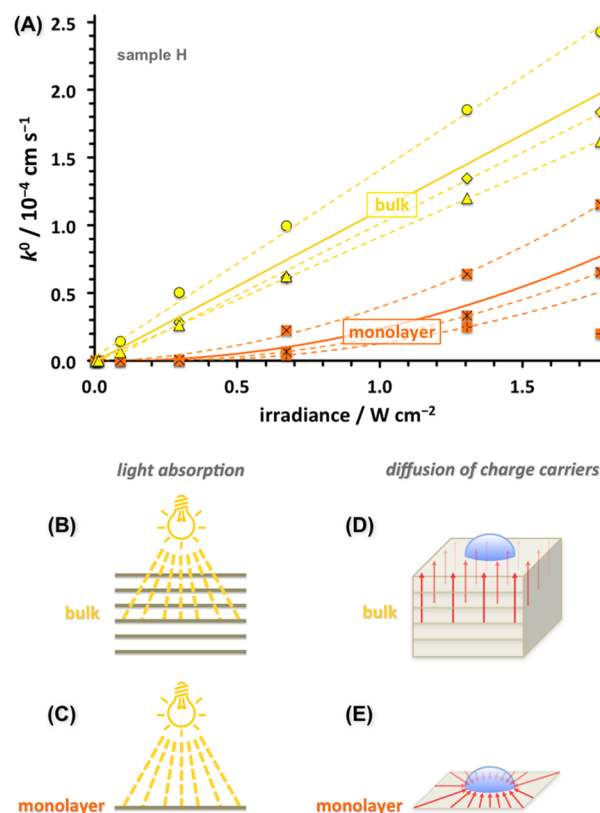 (A)
sample H
2.5
2.0
1.5
1.0
0.5
0.0
k⁰ / 10⁻⁴ cm s⁻¹
bulk
monolayer
0.0 0.5 1.0 1.5
irradiance / W cm⁻²
light absorption
diffusion of charge carriers
(B)
bulk
(D)
bulk
(C)
monolayer
(E)
monolayer